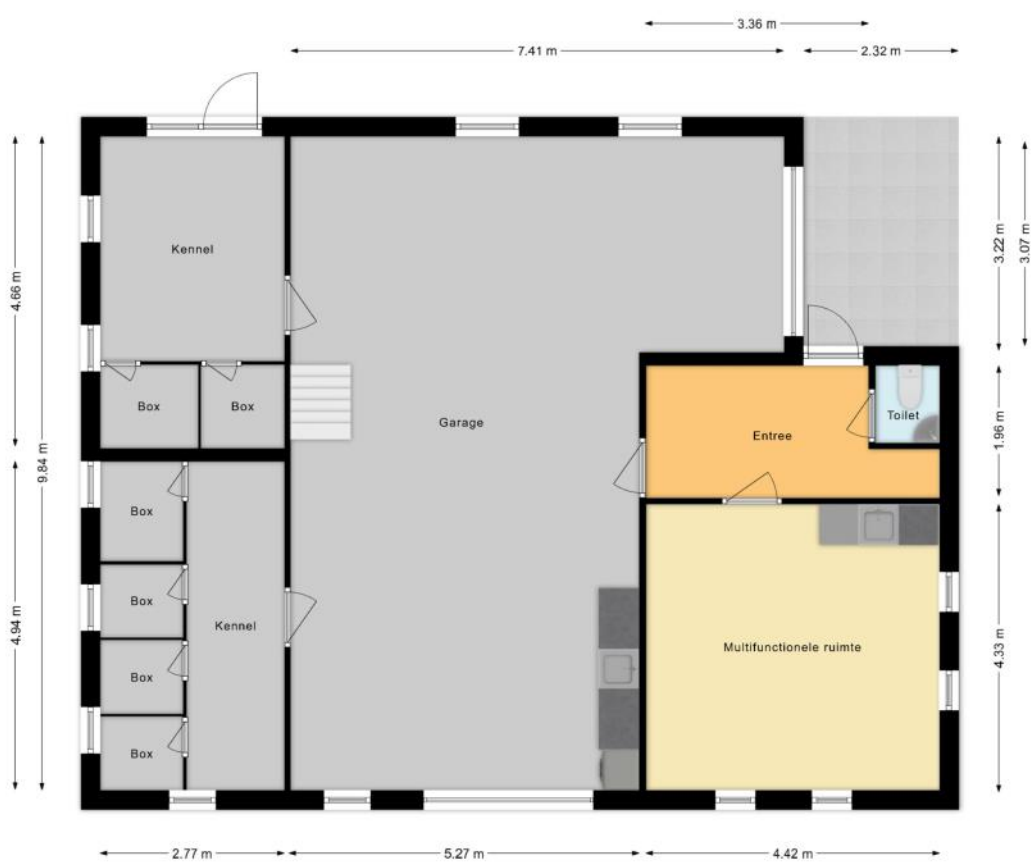 3.36 m
7.41 m
2.32 m
4.66 m
9.84 m
3.22 m
3.07 m
Kennel
Box
Box
Garage
Toilet
Entree
1.96 m
Box
Box
Kennel
Box
Box
4.94 m
Multifunctionele ruimte
4.33 m
2.77 m
5.27 m
4.42 m